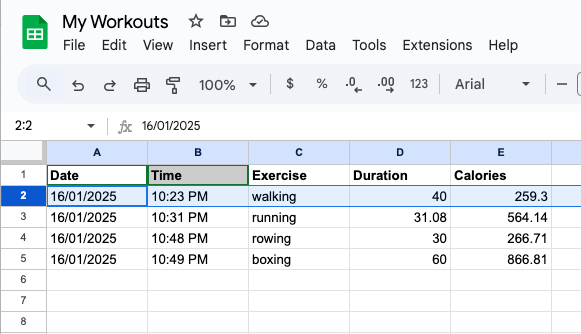 My Workouts
File Edit View Insert Format Data Tools Extensions Help
100% $ % .0 .00 123 Arial
2:2 fx 16/01/2025
A B C D E
1 Date Time Exercise Duration Calories
2 16/01/2025 10:23 PM walking 40 259.3
3 16/01/2025 10:31 PM running 31.08 564.14
4 16/01/2025 10:48 PM rowing 30 266.71
5 16/01/2025 10:49 PM boxing 60 866.81
6
7
8